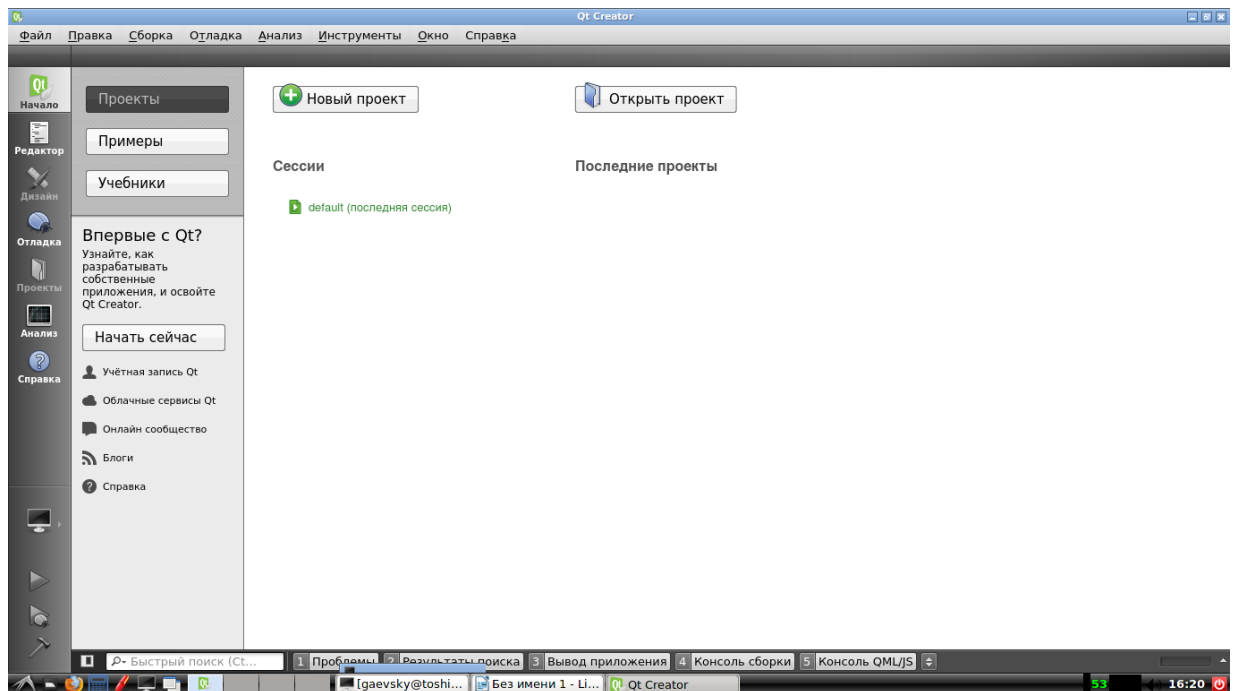 Qt Creator
Файл Правка Сборка Отладка Анализ Инструменты Окно Справка
Начало
Редактор
Дизайн
Отладка
Проекты
Анализ
Справка
Проекты
Примеры
Учебники
Впервые с Qt?
Узнайте, как
разрабатывать
собственные
приложения, и освойте
Qt Creator.
Начать сейчас
Учётная запись Qt
Облачные сервисы Qt
Онлайн сообщество
Блоги
Справка
Новый проект
Открыть проект
Сессии
Последние проекты
default (последняя сессия)
Быстрый поиск (Ct... 1 Проблемы 2 Результаты поиска 3 Вывод приложения 4 Консоль сборки 5 Консоль QML/JS
[gaevsky@toshi... Без имени 1 - Li... Qt Creator 53 16:20